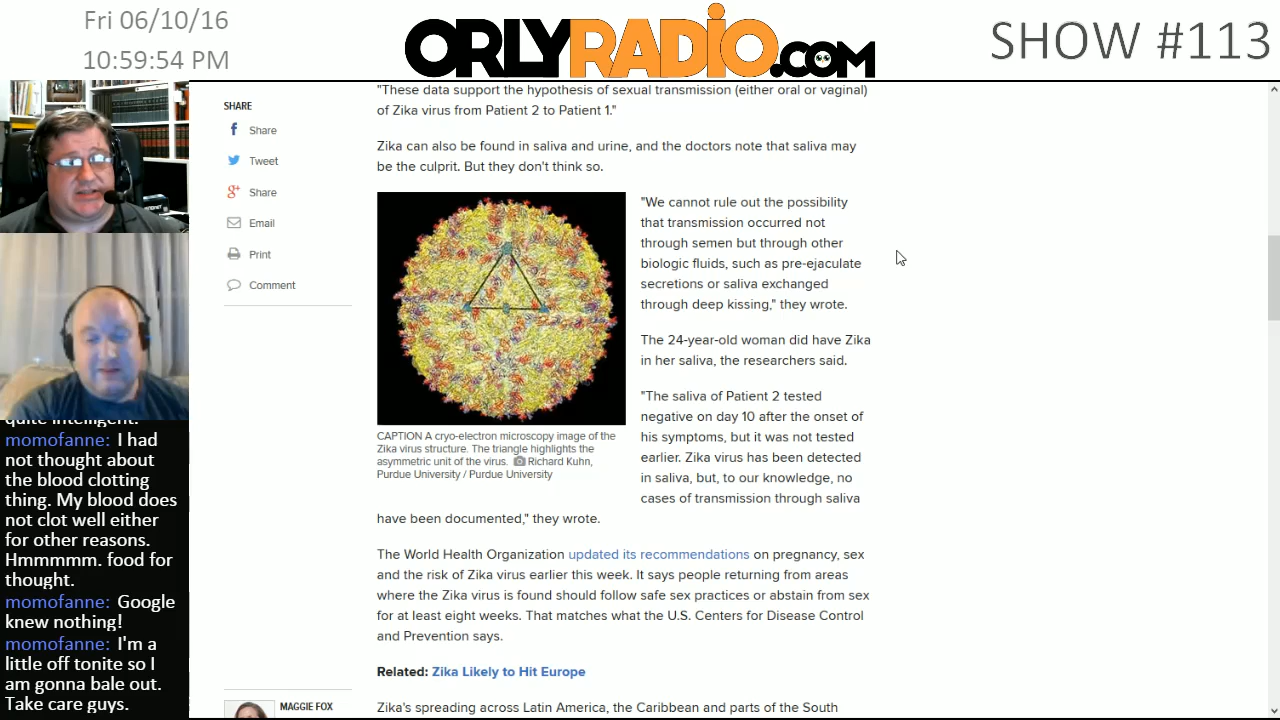 Fri 06/10/16
10:59:54 PM
ORLYRADIO.COM
SHOW #113
SHARE
Share
Tweet
Share
Email
Print
Comment
"These data support the hypothesis of sexual transmission (either oral or vaginal)
of Zika virus from Patient 2 to Patient 1."
Zika can also be found in saliva and urine, and the doctors note that saliva may
be the culprit. But they don't think so.
"We cannot rule out the possibility
that transmission occurred not
through semen but through other
biologic fluids, such as pre-ejaculate
secretions or saliva exchanged
through deep kissing," they wrote.
The 24-year-old woman did have Zika
in her saliva, the researchers said.
"The saliva of Patient 2 tested
negative on day 10 after the onset of
his symptoms, but it was not tested
earlier. Zika virus has been detected
in saliva, but, to our knowledge, no
cases of transmission through saliva
have been documented," they wrote.
CAPTION A cryo-electron microscopy image of the
Zika virus structure. The triangle highlights the
asymmetric unit of the virus. Richard Kuhn,
Purdue University / Purdue University
The World Health Organization updated its recommendations on pregnancy, sex
and the risk of Zika virus earlier this week. It says people returning from areas
where the Zika virus is found should follow safe sex practices or abstain from sex
for at least eight weeks. That matches what the U.S. Centers for Disease Control
and Prevention says.
Related: Zika Likely to Hit Europe
MAGGIE FOX
Zika's spreading across Latin America, the Caribbean and parts of the South
quite intelligent.
momofanne: I had
not thought about
the blood clotting
thing. My blood does
not clot well either
for other reasons.
Hmmmmm. food for
thought.
momofanne: Google
knew nothing!
momofanne: I'm a
little off tonite so I
am gonna bale out.
Take care guys.